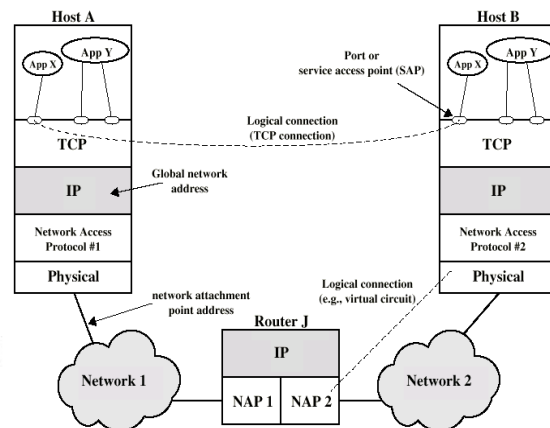 Host A
Host B
App X
App Y
Port or
service access point (SAP)
App X
App Y
Logical connection
(TCP connection)
TCP
TCP
Global network
address
IP
IP
Network Access
Protocol #1
Network Access
Protocol #2
Physical
Logical connection
(e.g., virtual circuit)
Physical
network attachment
point address
Router J
IP
Network 1
NAP 1
NAP 2
Network 2